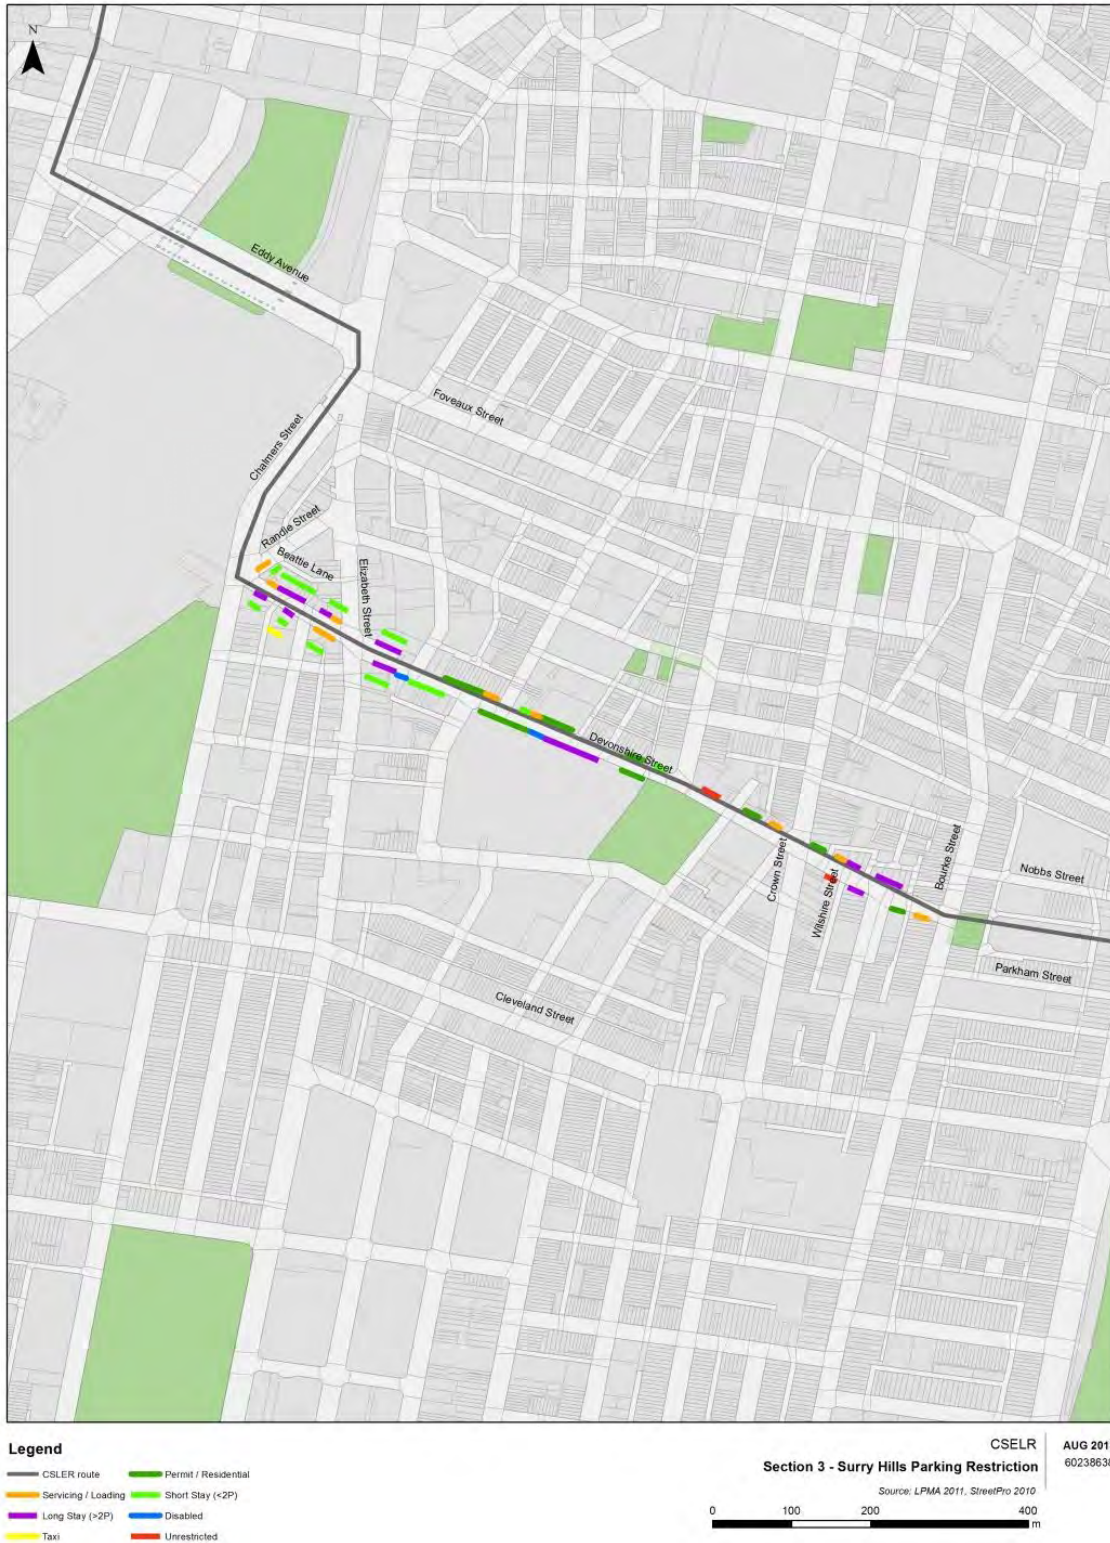 N
Eddy Avenue
Foveaux Street
Chalmers Street
Randle Street
Beattie Lane
Elizabeth Street
Devonshire Street
Crown Street
Wilshire Street
Bourke Street
Nobbs Street
Parkham Street
Cleveland Street
Legend
CSLER route
Permit / Residential
Servicing / Loading
Short Stay (<2P)
Long Stay (>2P)
Disabled
Taxi
Unrestricted
CSELR
AUG 201
Section 3 - Surry Hills Parking Restriction
6023863
Source: LPMA 2011, StreetPro 2010
0 100 200 400
m